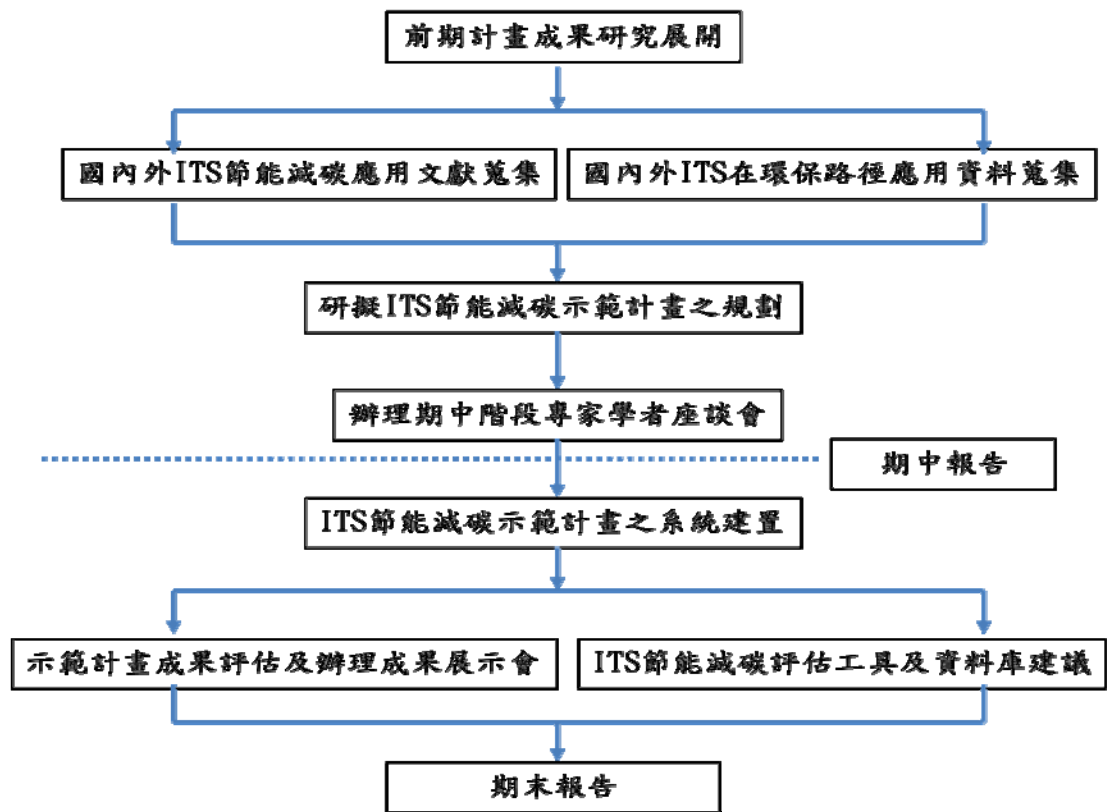 前期計畫成果研究展開
國內外ITS節能減碳應用文獻蒐集
國內外ITS在環保路徑應用資料蒐集
研擬ITS節能減碳示範計畫之規劃
辦理期中階段專家學者座談會
期中報告
ITS節能減碳示範計畫之系統建置
示範計畫成果評估及辦理成果展示會
ITS節能減碳評估工具及資料庫建議
期末報告